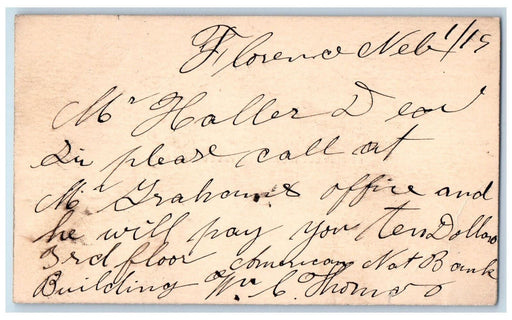 Florence Neb 1/19
Mr Haller Dear
Sir please call at
Mr Grahams office and
he will pay you ten Dollars
3rd floor American Nat Bank
Building Wm C. Thomas